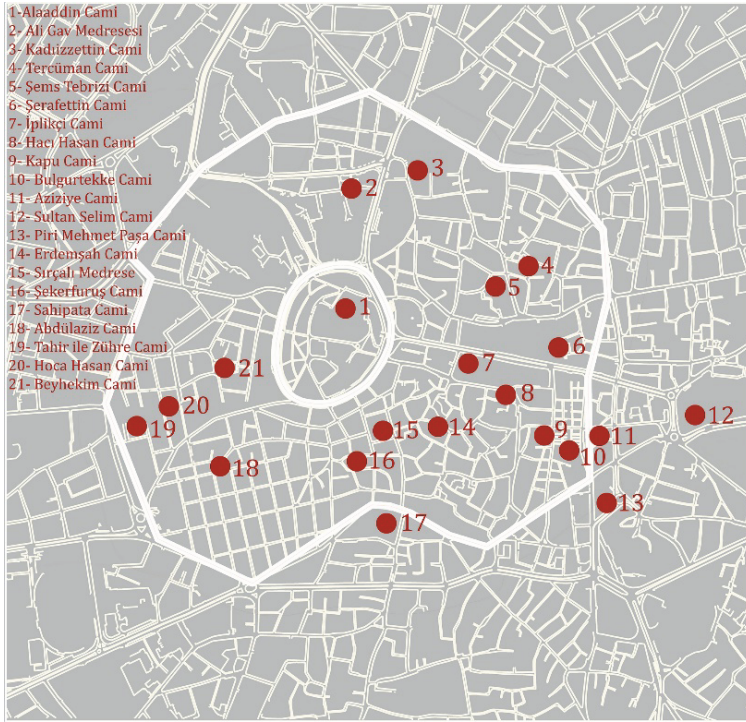 1-Alaaddin Cami
2- Ali Gav Medresesi
3- Kadıızzettin Cami
4- Tercüman Cami
5- Şems Tebrizi Cami
6- Şerafettin Cami
7- İplikçi Cami
8- Hacı Hasan Cami
9- Kapu Cami
10- Bulgurtekke Cami
11- Aziziye Cami
12- Sultan Selim Cami
13- Piri Mehmet Paşa Cami
14- Erdemşah Cami
15- Sırçalı Medrese
16- Şekerfuruş Cami
17- Sahipata Cami
18- Abdülaziz Cami
19- Tahir ile Zühre Cami
20- Hoca Hasan Cami
21- Beyhekim Cami
3
2
4
5
1
6
7
21
8
20
12
19
15
14
9
11
10
16
18
13
17